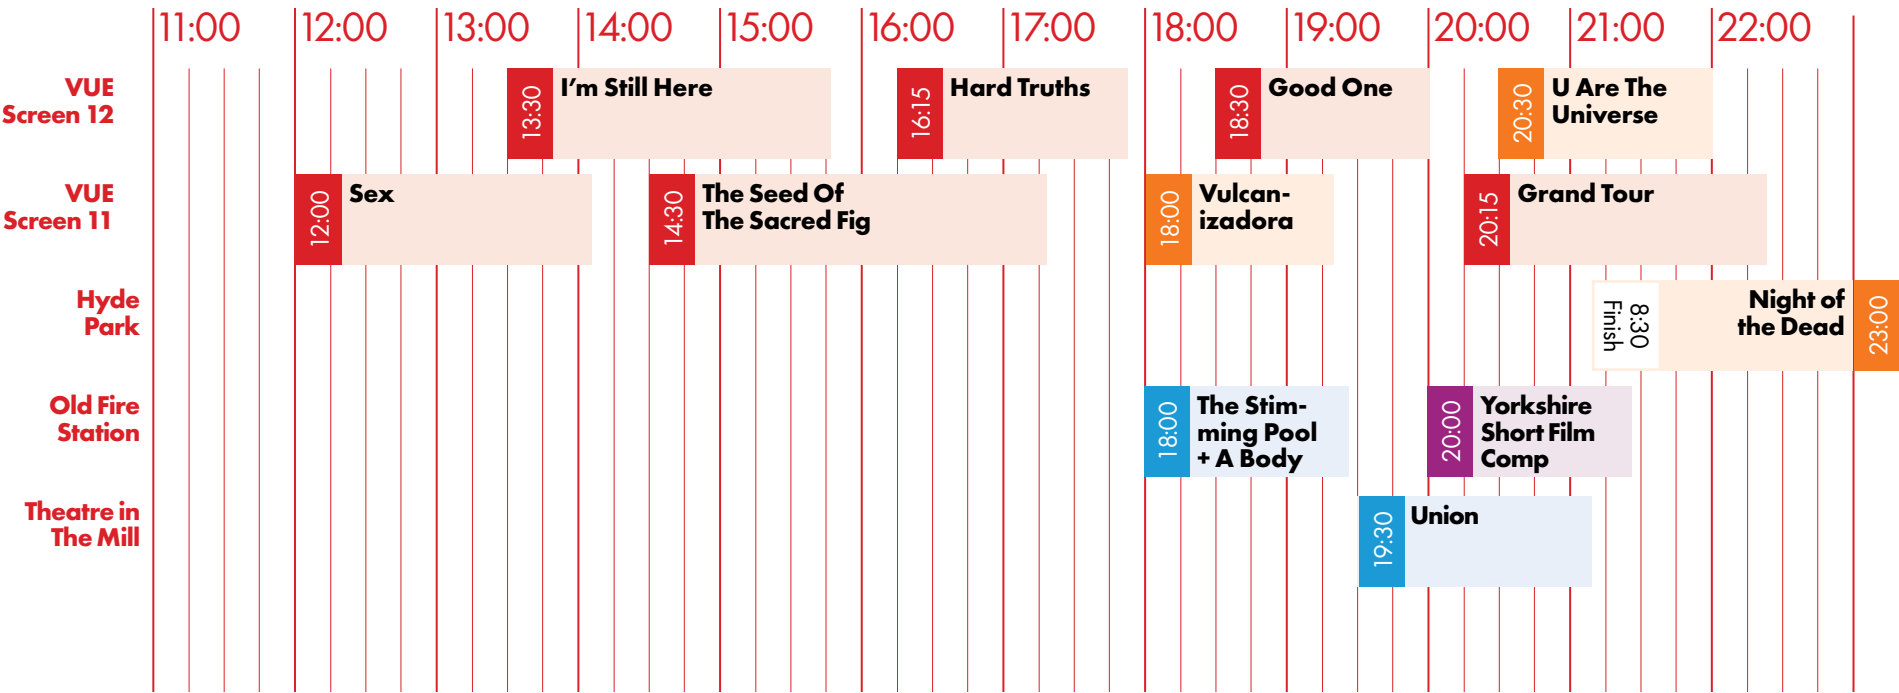 11:00 12:00 13:00 14:00 15:00 16:00 17:00 18:00 19:00 20:00 21:00 22:00
VUE
Screen 12
13:30
I'm Still Here
16:15
Hard Truths
18:30
Good One
20:30
U Are The
Universe
VUE
Screen 11
12:00
Sex
14:30
The Seed Of
The Sacred Fig
18:00
Vulcan-
izadora
20:15
Grand Tour
Hyde
Park
8:30
Finish
Night of
the Dead
23:00
Old Fire
Station
18:00
The Stim-
ming Pool
+ A Body
20:00
Yorkshire
Short Film
Comp
Theatre in
The Mill
19:30
Union